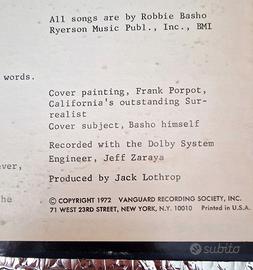 All songs are by Robbie Basho
Ryerson Music Publ., Inc., BMI
words.
Cover painting, Frank Porpot,
California's outstanding Sur-
realist
Cover subject, Basho himself
Recorded with the Dolby System
Engineer, Jeff Zaraya
ever,
Produced by Jack Lothrop
the
© COPYRIGHT 1972 VANGUARD RECORDING SOCIETY, INC.
71 WEST 23RD STREET, NEW YORK, N.Y. 10010 Printed in U.S.A.
subito